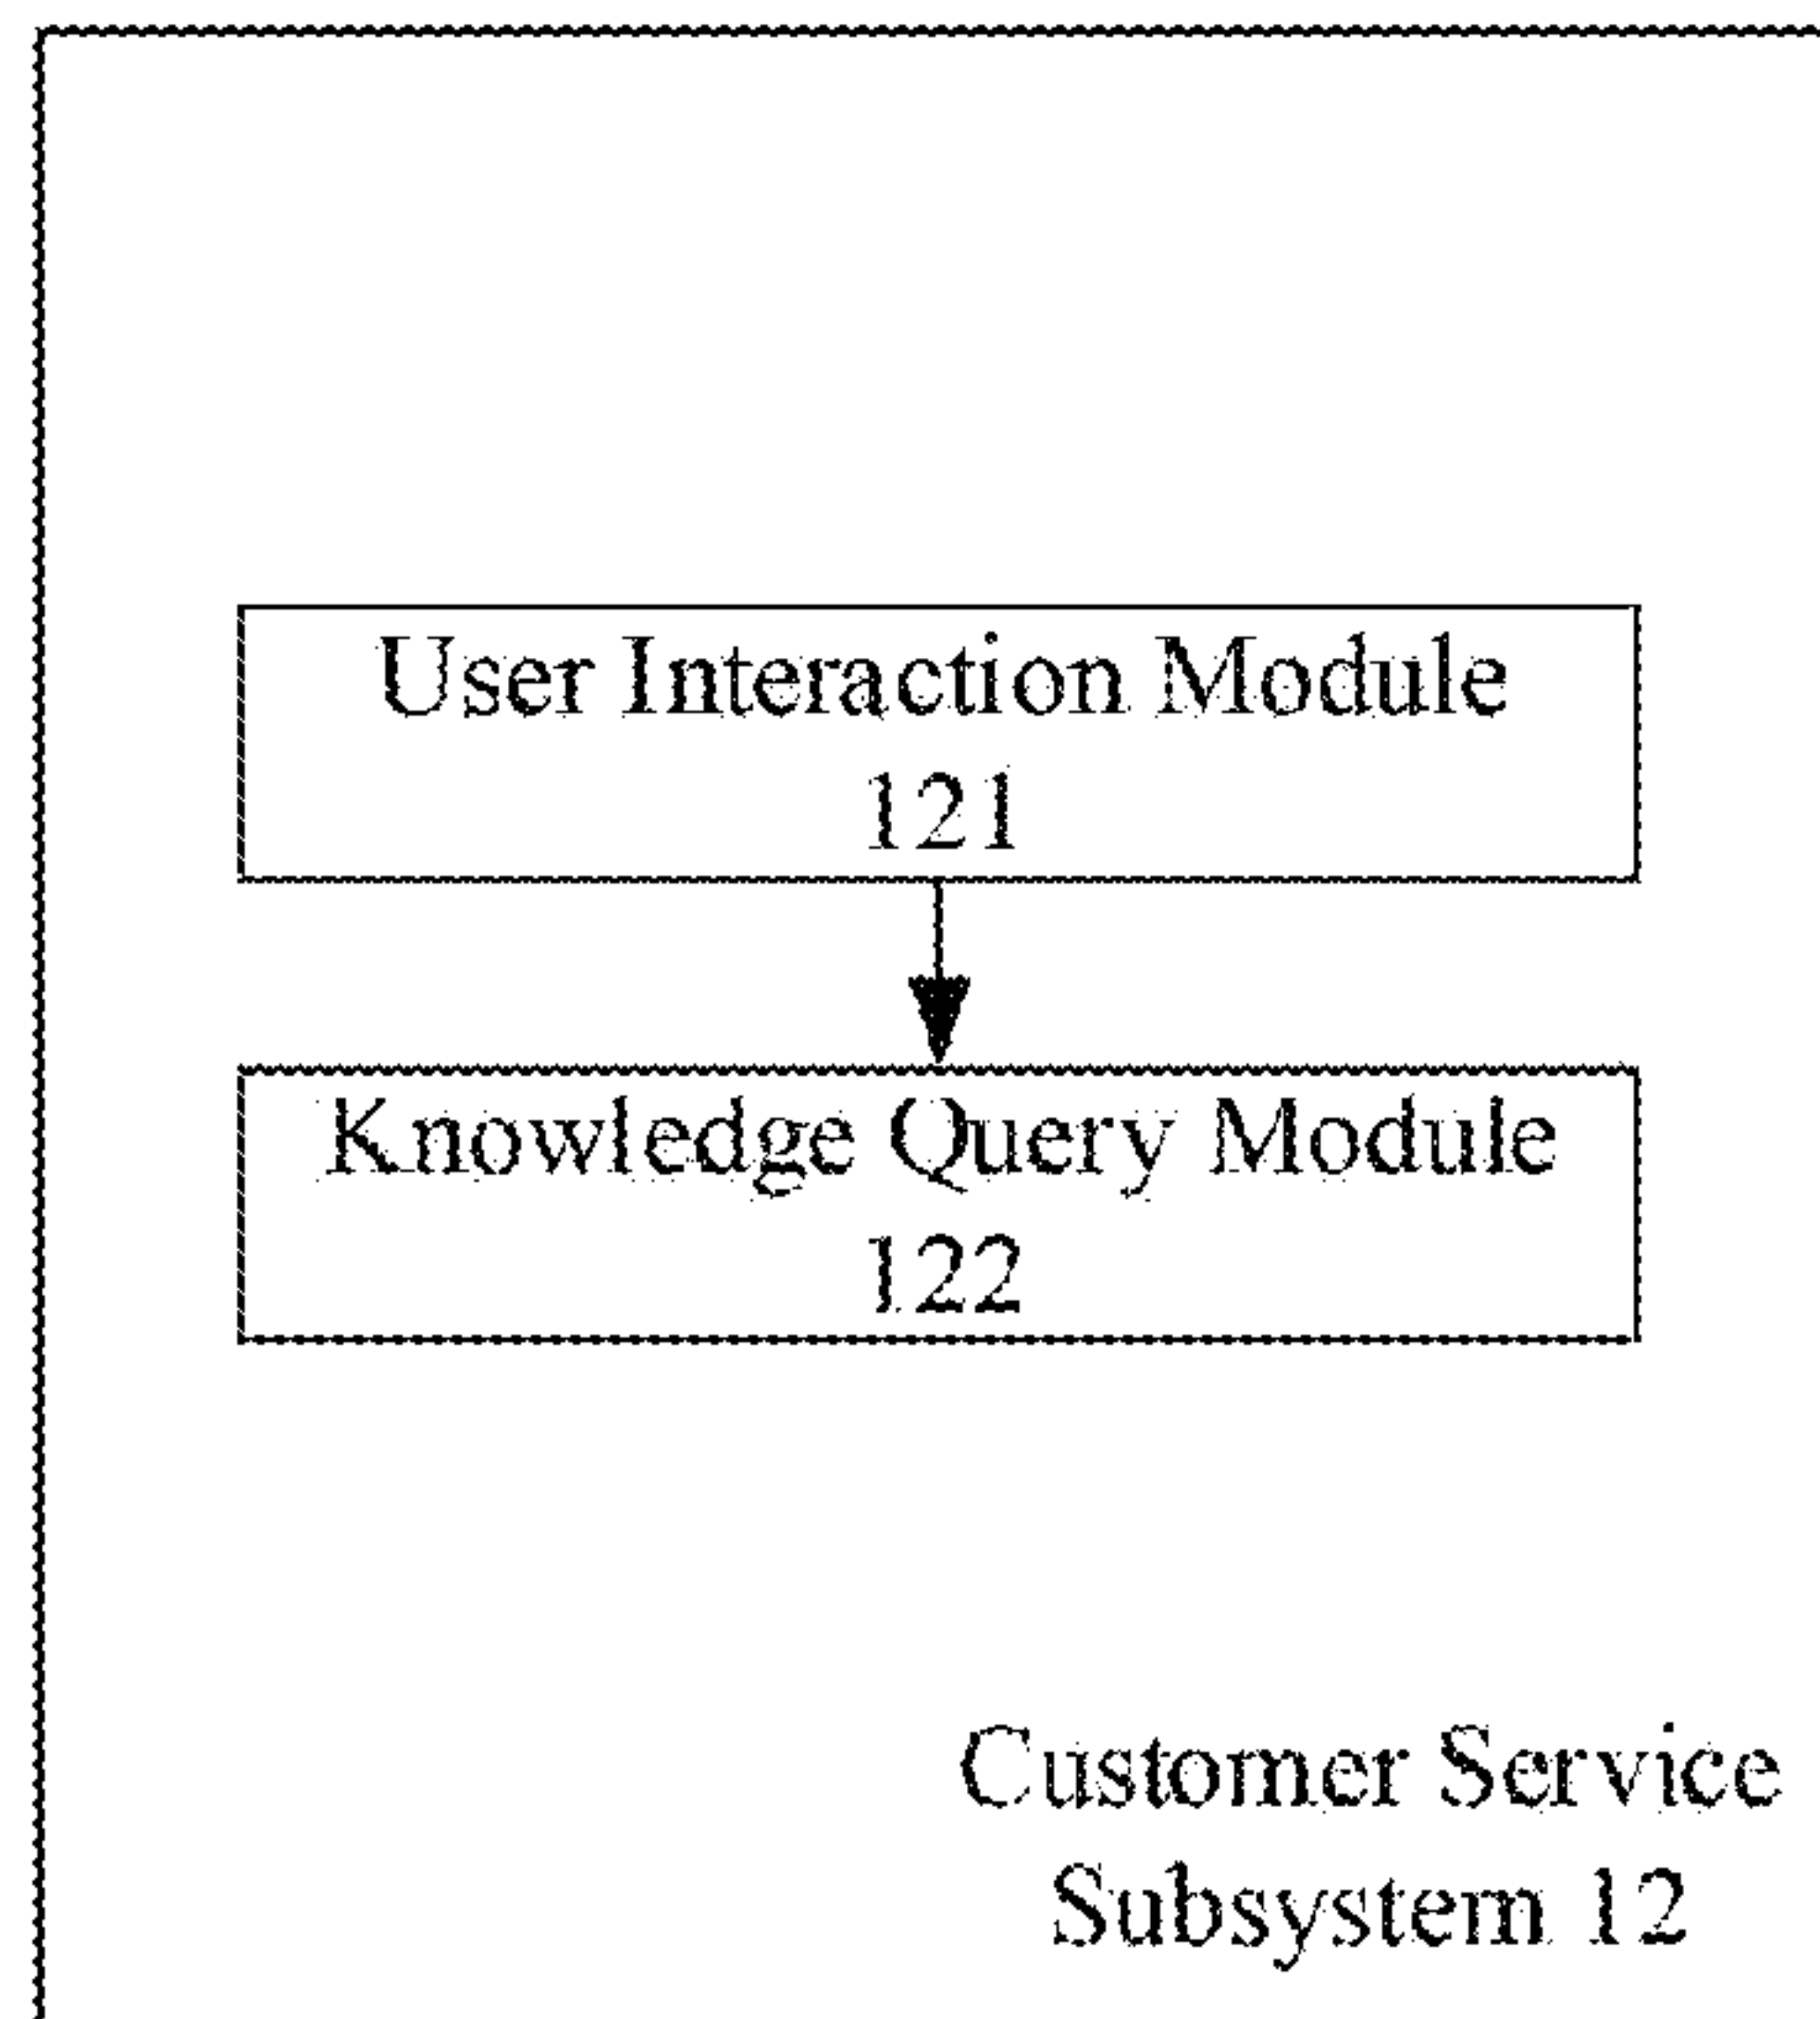 User Interaction Module
121
Knowledge Query Module
122
Customer Service
Subsystem 12